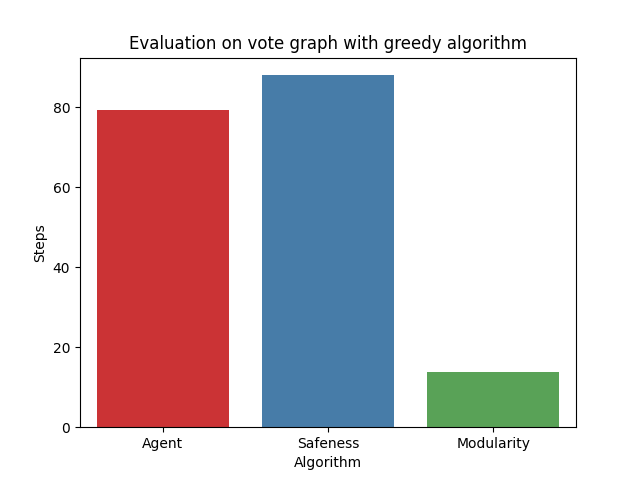 Evaluation on vote graph with greedy algorithm
80
60
40
20
0
Steps
Agent
Safeness
Modularity
Algorithm